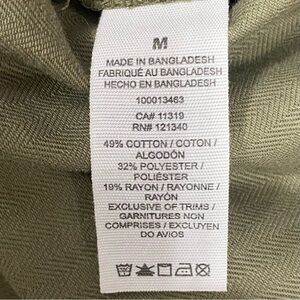 M
MADE IN BANGLADESH
FABRIQUÉ AU BANGLADESH
HECHO EN BANGLADESH
100013463
CA# 11319
RN# 121340
49% COTTON / COTON /
ALGODÓN
32% POLYESTER /
POLIÉSTER
19% RAYON / RAYONNE /
RAYÓN
EXCLUSIVE OF TRIMS /
GARNITURES NON
COMPRISES / EXCLUYEN
DO AVIOS